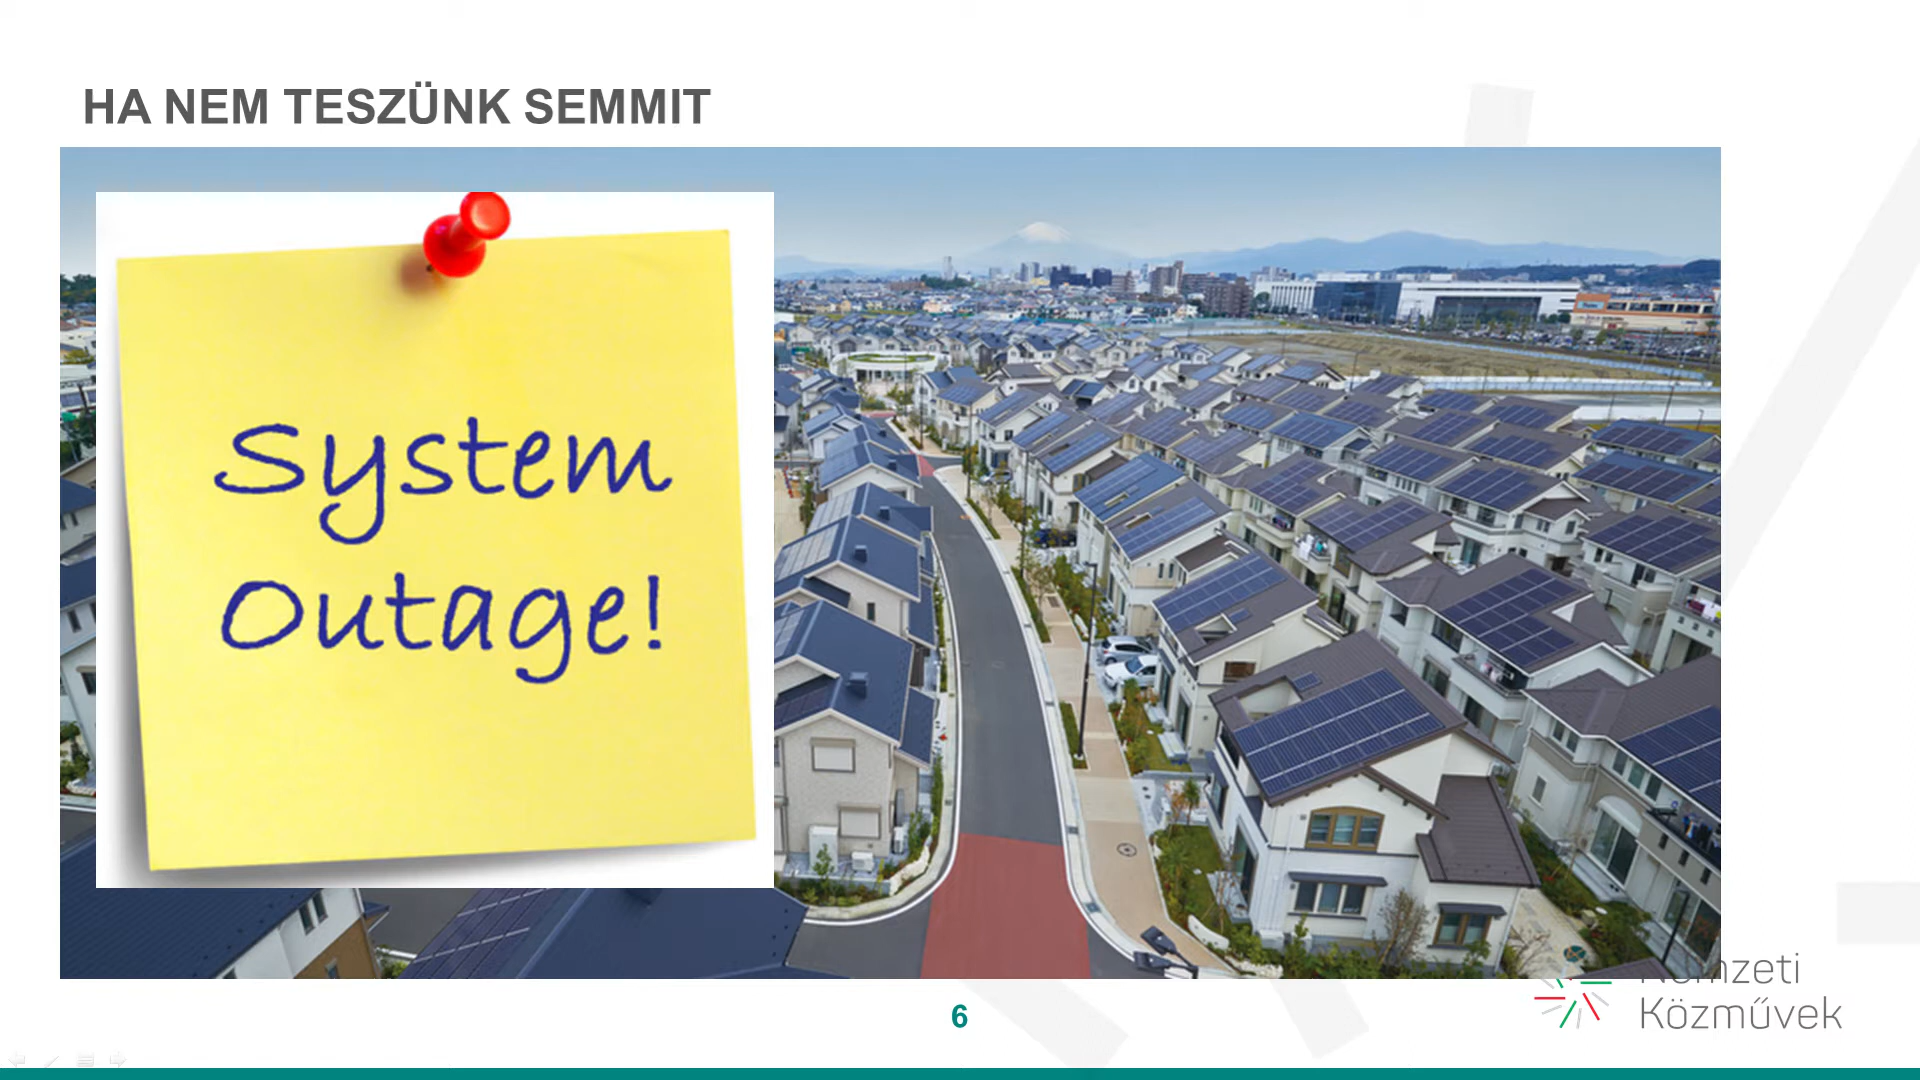 HA NEM TESZÜNK SEMMIT
System
Outage!
6
Nemzeti
Közművek